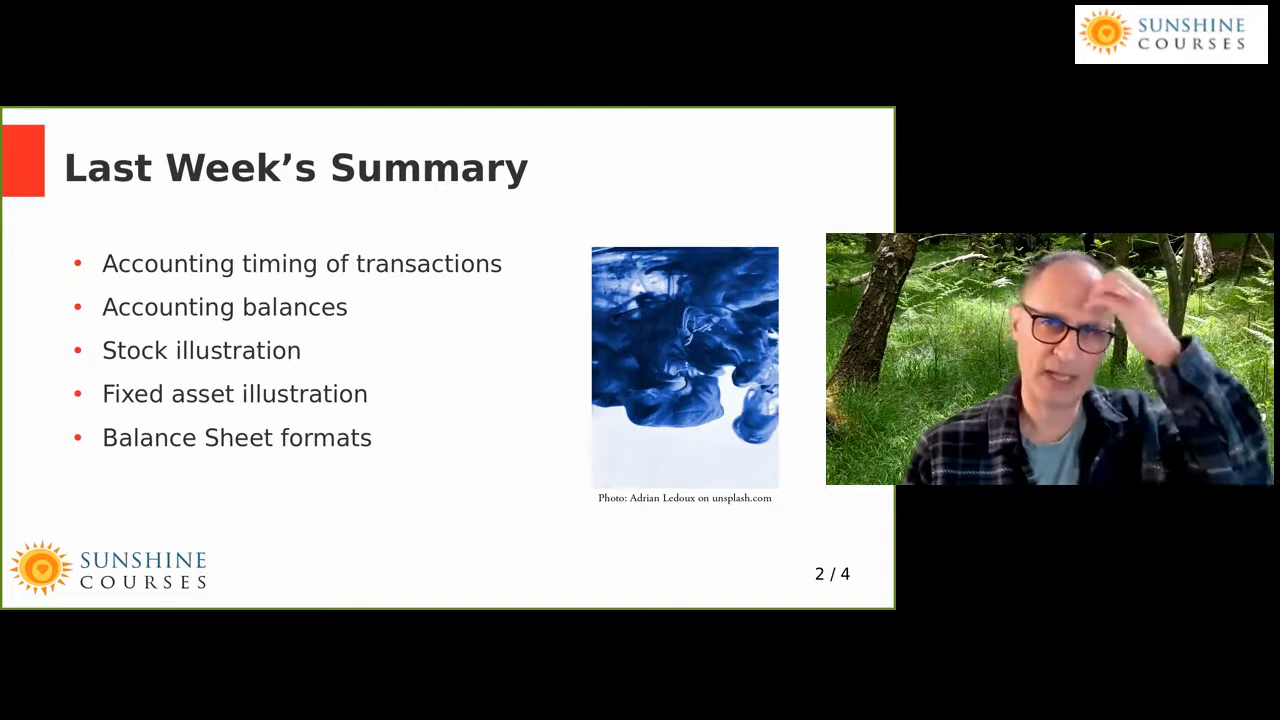 SUNSHINE
COURSES
Last Week’s Summary
• Accounting timing of transactions
• Accounting balances
• Stock illustration
• Fixed asset illustration
• Balance Sheet formats
Photo: Adrian Ledoux on unsplash.com
SUNSHINE
COURSES
2 / 4